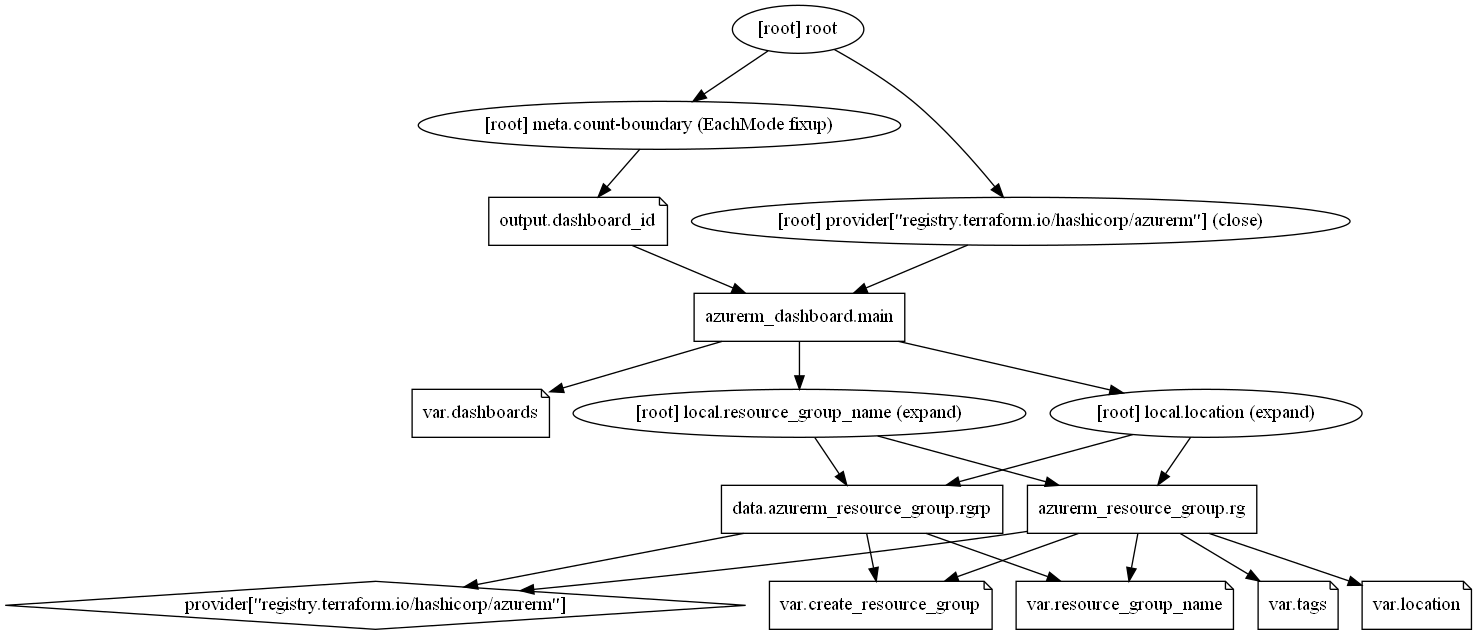 [root] root
[root] meta.count-boundary (EachMode fixup)
output.dashboard_id
[root] provider["registry.terraform.io/hashicorp/azurerm"] (close)
azurerm_dashboard.main
var.dashboards
[root] local.resource_group_name (expand)
[root] local.location (expand)
data.azurerm_resource_group.rgrp
azurerm_resource_group.rg
provider["registry.terraform.io/hashicorp/azurerm"]
var.create_resource_group
var.resource_group_name
var.tags
var.location